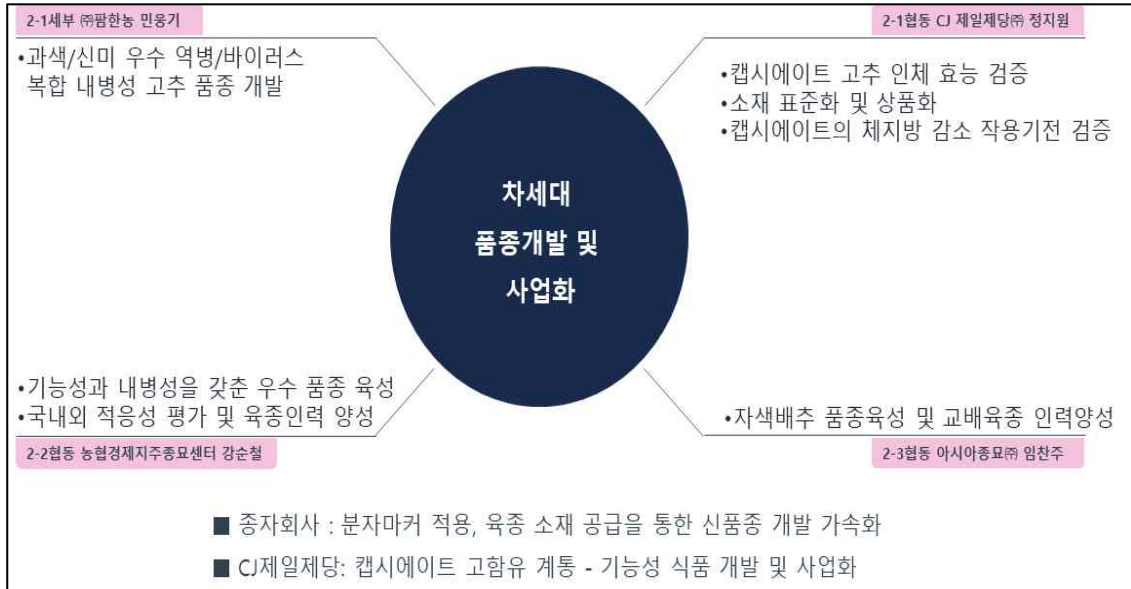 2-1세부 ㈜팜한농 민웅기
•과색/신미 우수 역병/바이러스
복합 내병성 고추 품종 개발
2-1협동 CJ 제일제당㈜ 정지원
•캡시에이트 고추 인체 효능 검증
•소재 표준화 및 상품화
•캡시에이트의 체지방 감소 작용기전 검증
차세대
품종개발 및
사업화
•기능성과 내병성을 갖춘 우수 품종 육성
•국내외 적응성 평가 및 육종인력 양성
2-2협동 농협경제지주종묘센터 강순철
•자색배추 품종육성 및 교배육종 인력양성
2-3협동 아시아종묘㈜ 임찬주
■ 종자회사 : 분자마커 적용, 육종 소재 공급을 통한 신품종 개발 가속화
■ CJ제일제당: 캡시에이트 고함유 계통 - 기능성 식품 개발 및 사업화